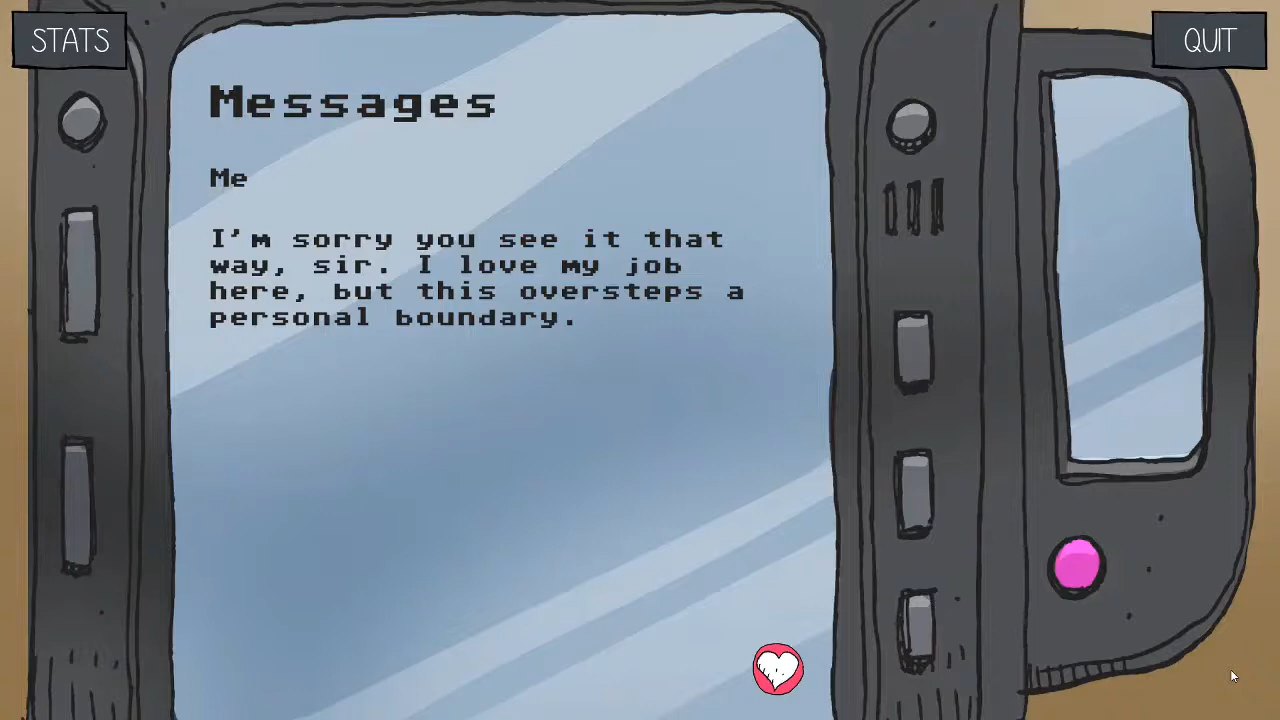 STATS
QUIT
Messages
Me
I'm sorry you see it that
way, sir. I love my job
here, but this oversteps a
personal boundary.